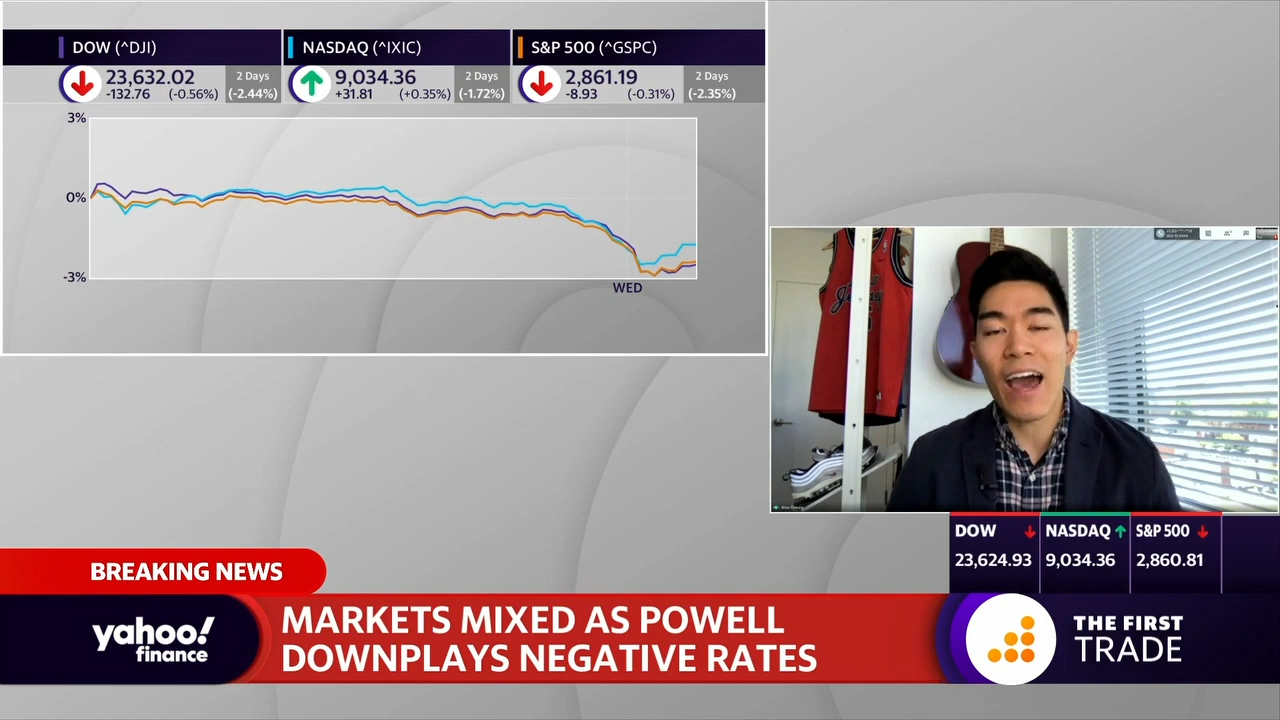 DOW (^DJI)
23,632.02
-132.76 (-0.56%)
2 Days
(-2.44%)
NASDAQ (^IXIC)
9,034.36
+31.81 (+0.35%)
2 Days
(-1.72%)
S&P 500 (^GSPC)
2,861.19
-8.93 (-0.31%)
2 Days
(-2.35%)
3%
0%
-3%
WED
DOW
23,624.93
NASDAQ
9,034.36
S&P 500
2,860.81
BREAKING NEWS
yahoo!
finance
MARKETS MIXED AS POWELL
DOWNPLAYS NEGATIVE RATES
THE FIRST
TRADE